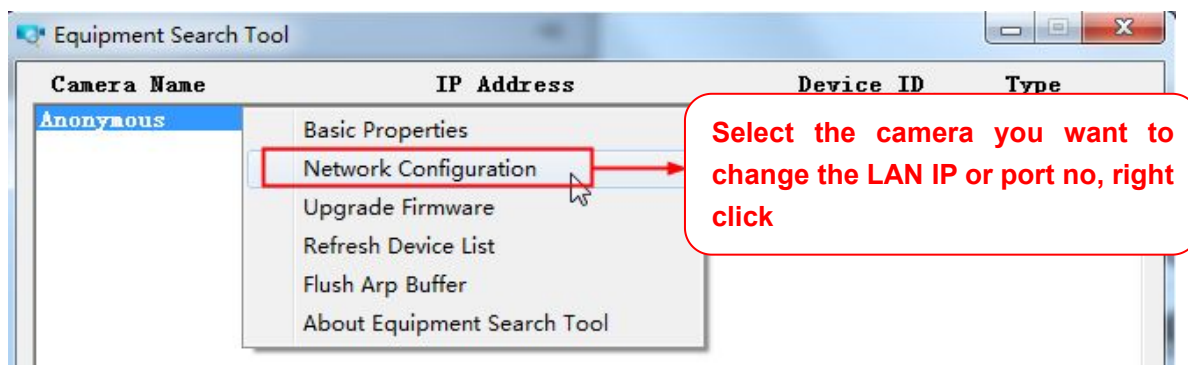 Equipment Search Tool
Camera Name IP Address Device ID Type
Anonymous
Basic Properties
Network Configuration
Upgrade Firmware
Refresh Device List
Flush Arp Buffer
About Equipment Search Tool
Select the camera you want to
change the LAN IP or port no, right
click